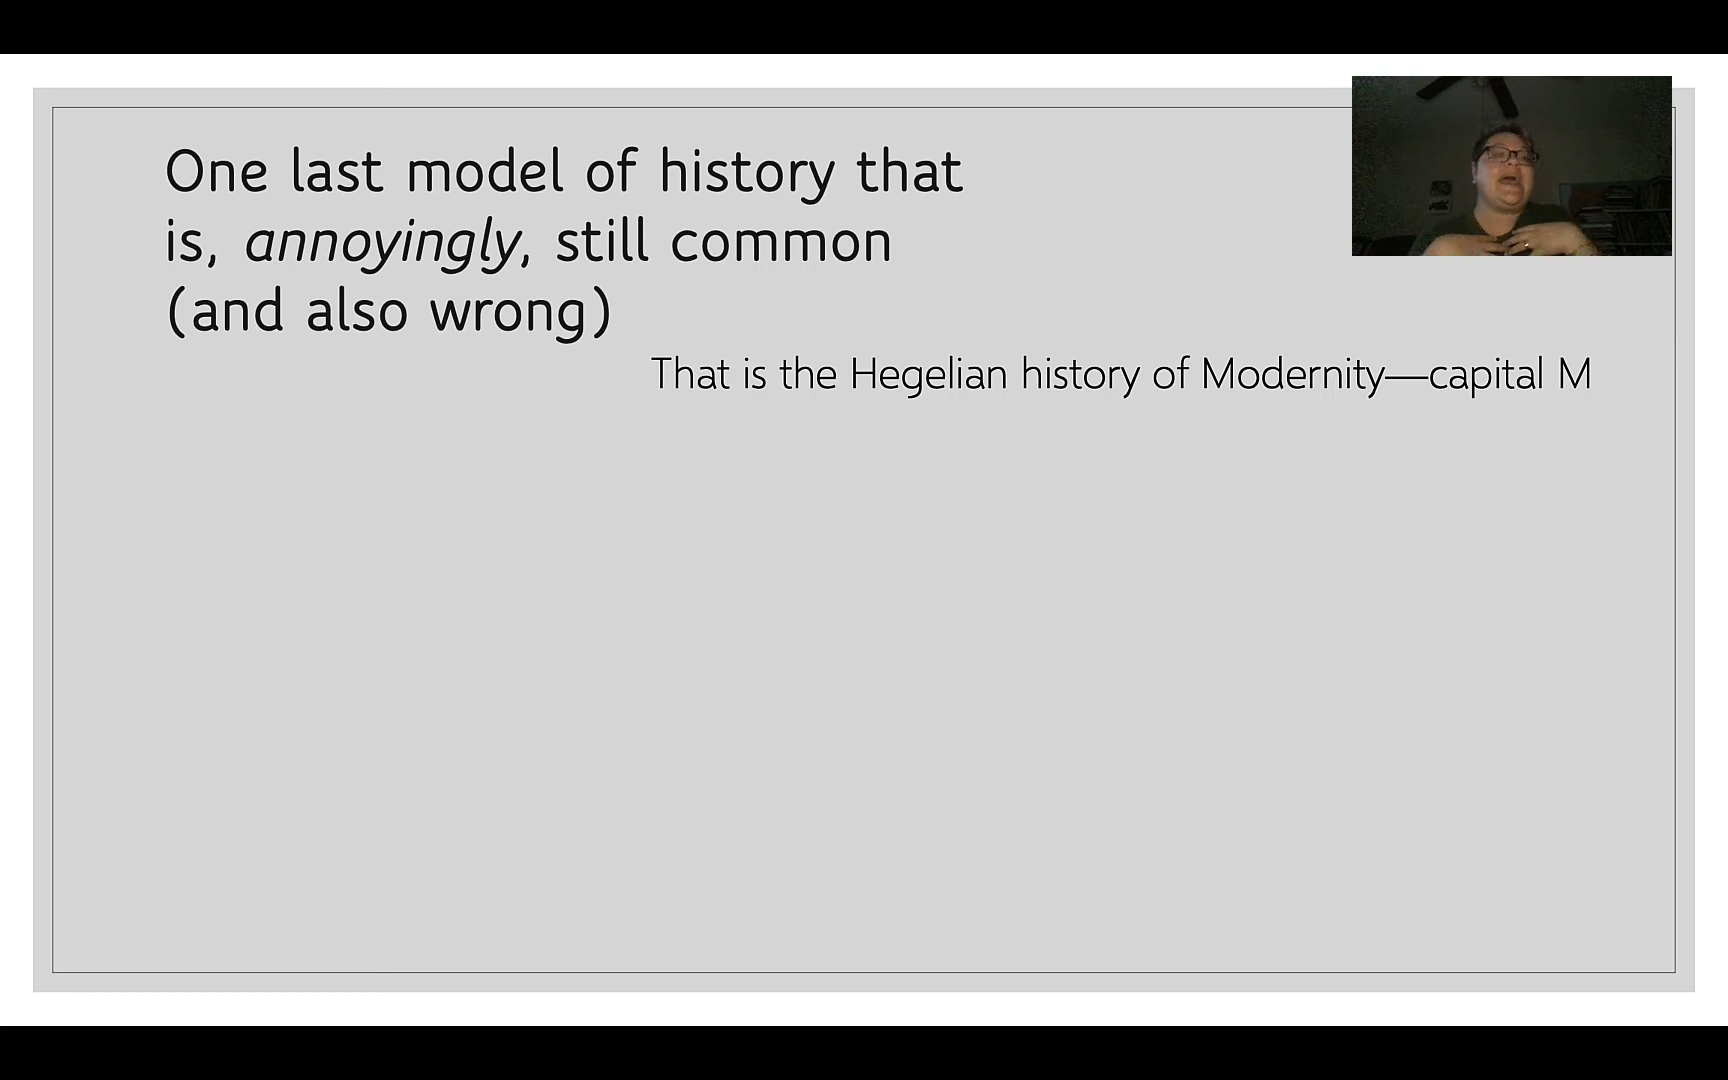 One last model of history that
is, annoyingly, still common
(and also wrong)
That is the Hegelian history of Modernity—capital M